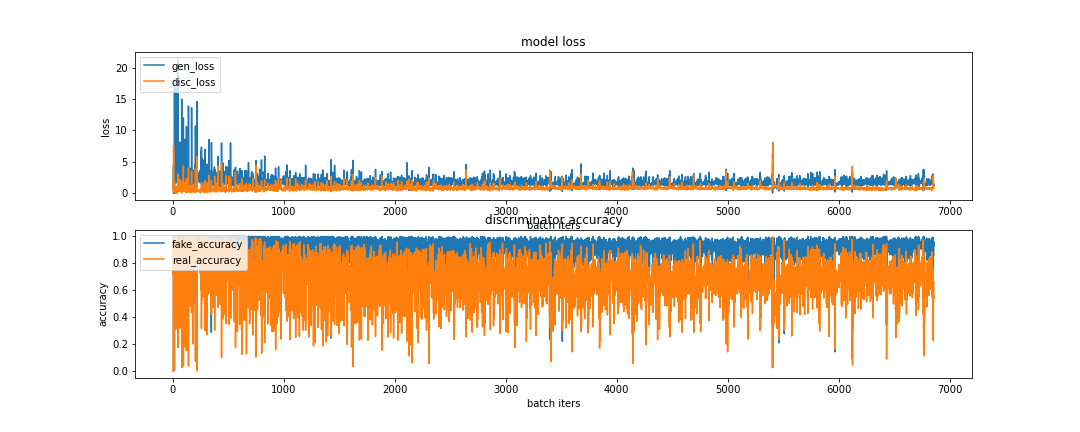 model loss
gen_loss
disc_loss
20
15
10
5
0
loss
0 1000 2000 3000 4000 5000 6000 7000
batch iters
discriminator accuracy
fake_accuracy
real_accuracy
1.0
0.8
0.6
0.4
0.2
0.0
accuracy
0 1000 2000 3000 4000 5000 6000 7000
batch iters